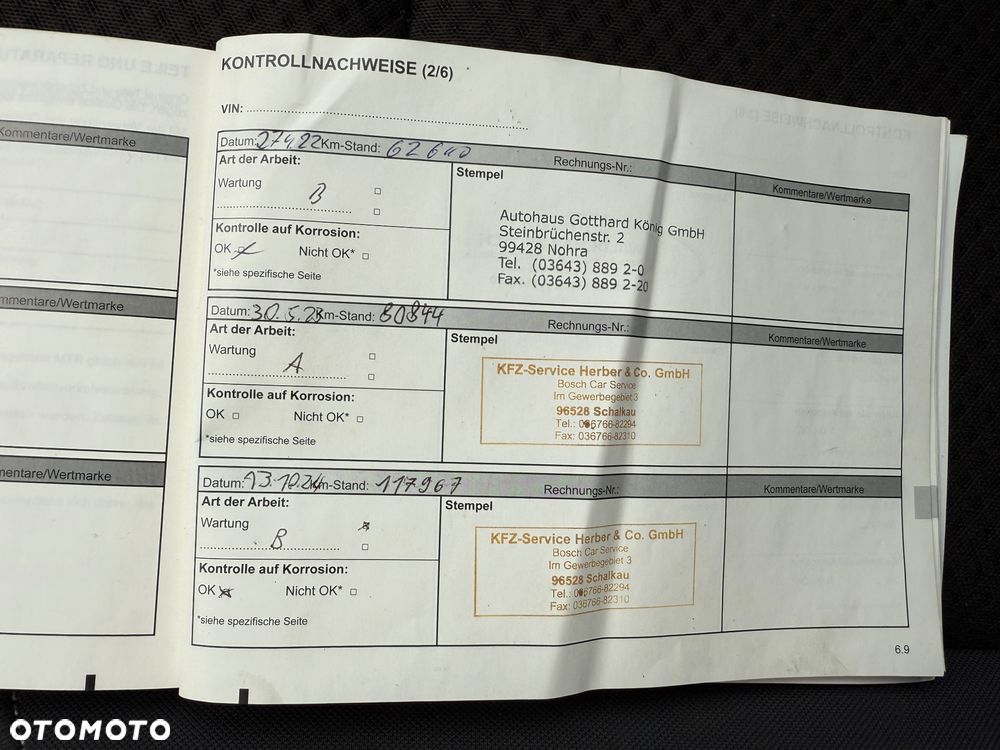 TEILE UND REPARATU
Kommentare/Wertmarke
mmentare/Wertmarke
mentare/Wertmarke
KONTROLLNACHWEISE (2/6)
VIN:
Datum: 27.4.22 Km-Stand: Rechnungs-Nr.:
Art der Arbeit:
Stempel
Kommentare/Wertmarke
Wartung
B
Kontrolle auf Korrosion:
OK Nicht OK*
*siehe spezifische Seite
Autohaus Gotthard König GmbH
Steinbrüchenstr. 2
99428 Nohra
Tel. (03643) 889 2-0
Fax. (03643) 889 2-20
Datum: 30.5.23 Km-Stand: 80844 Rechnungs-Nr.:
Art der Arbeit:
Stempel
Kommentare/Wertmarke
Wartung
A
Kontrolle auf Korrosion:
OK Nicht OK*
*siehe spezifische Seite
KFZ-Service Herber & Co. GmbH
Bosch Car Service
Im Gewerbegebiet 3
96528 Schalkau
Tel.: 036766-82294
Fax: 036766-82310
Datum: 13.10.24 Km-Stand: 117967 Rechnungs-Nr.:
Art der Arbeit:
Stempel
Kommentare/Wertmarke
Wartung
B
Kontrolle auf Korrosion:
OK Nicht OK*
*siehe spezifische Seite
KFZ-Service Herber & Co. GmbH
Bosch Car Service
Im Gewerbegebiet 3
96528 Schalkau
Tel.: 036766-82294
Fax: 036766-82310
6.9
OTOMOTO